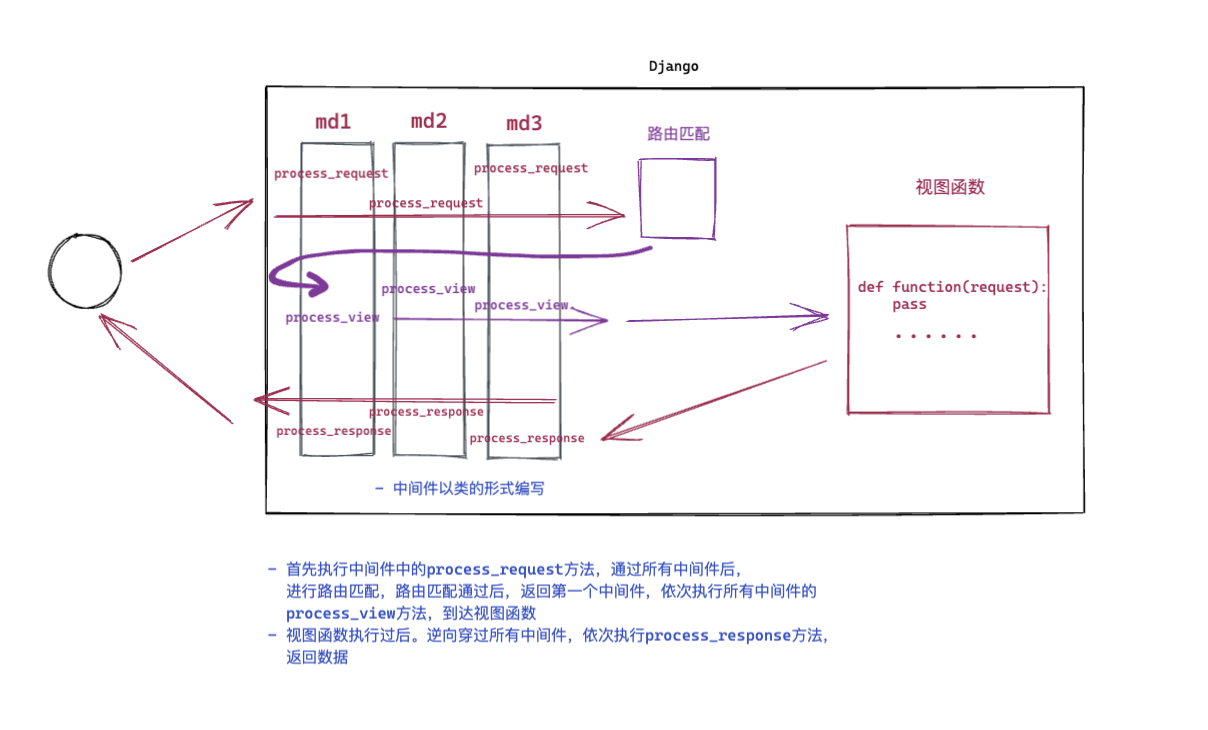 Django
md1
md2
md3
路由匹配
process_request
process_request
process_request
视图函数
process_view
process_view
process_view
def function(request):
pass
......
process_response
process_response
process_response
- 中间件以类的形式编写
- 首先执行中间件中的process_request方法，通过所有中间件后，
进行路由匹配，路由匹配通过后，返回第一个中间件，依次执行所有中间件的
process_view方法，到达视图函数
- 视图函数执行过后。逆向穿过所有中间件，依次执行process_response方法，
返回数据